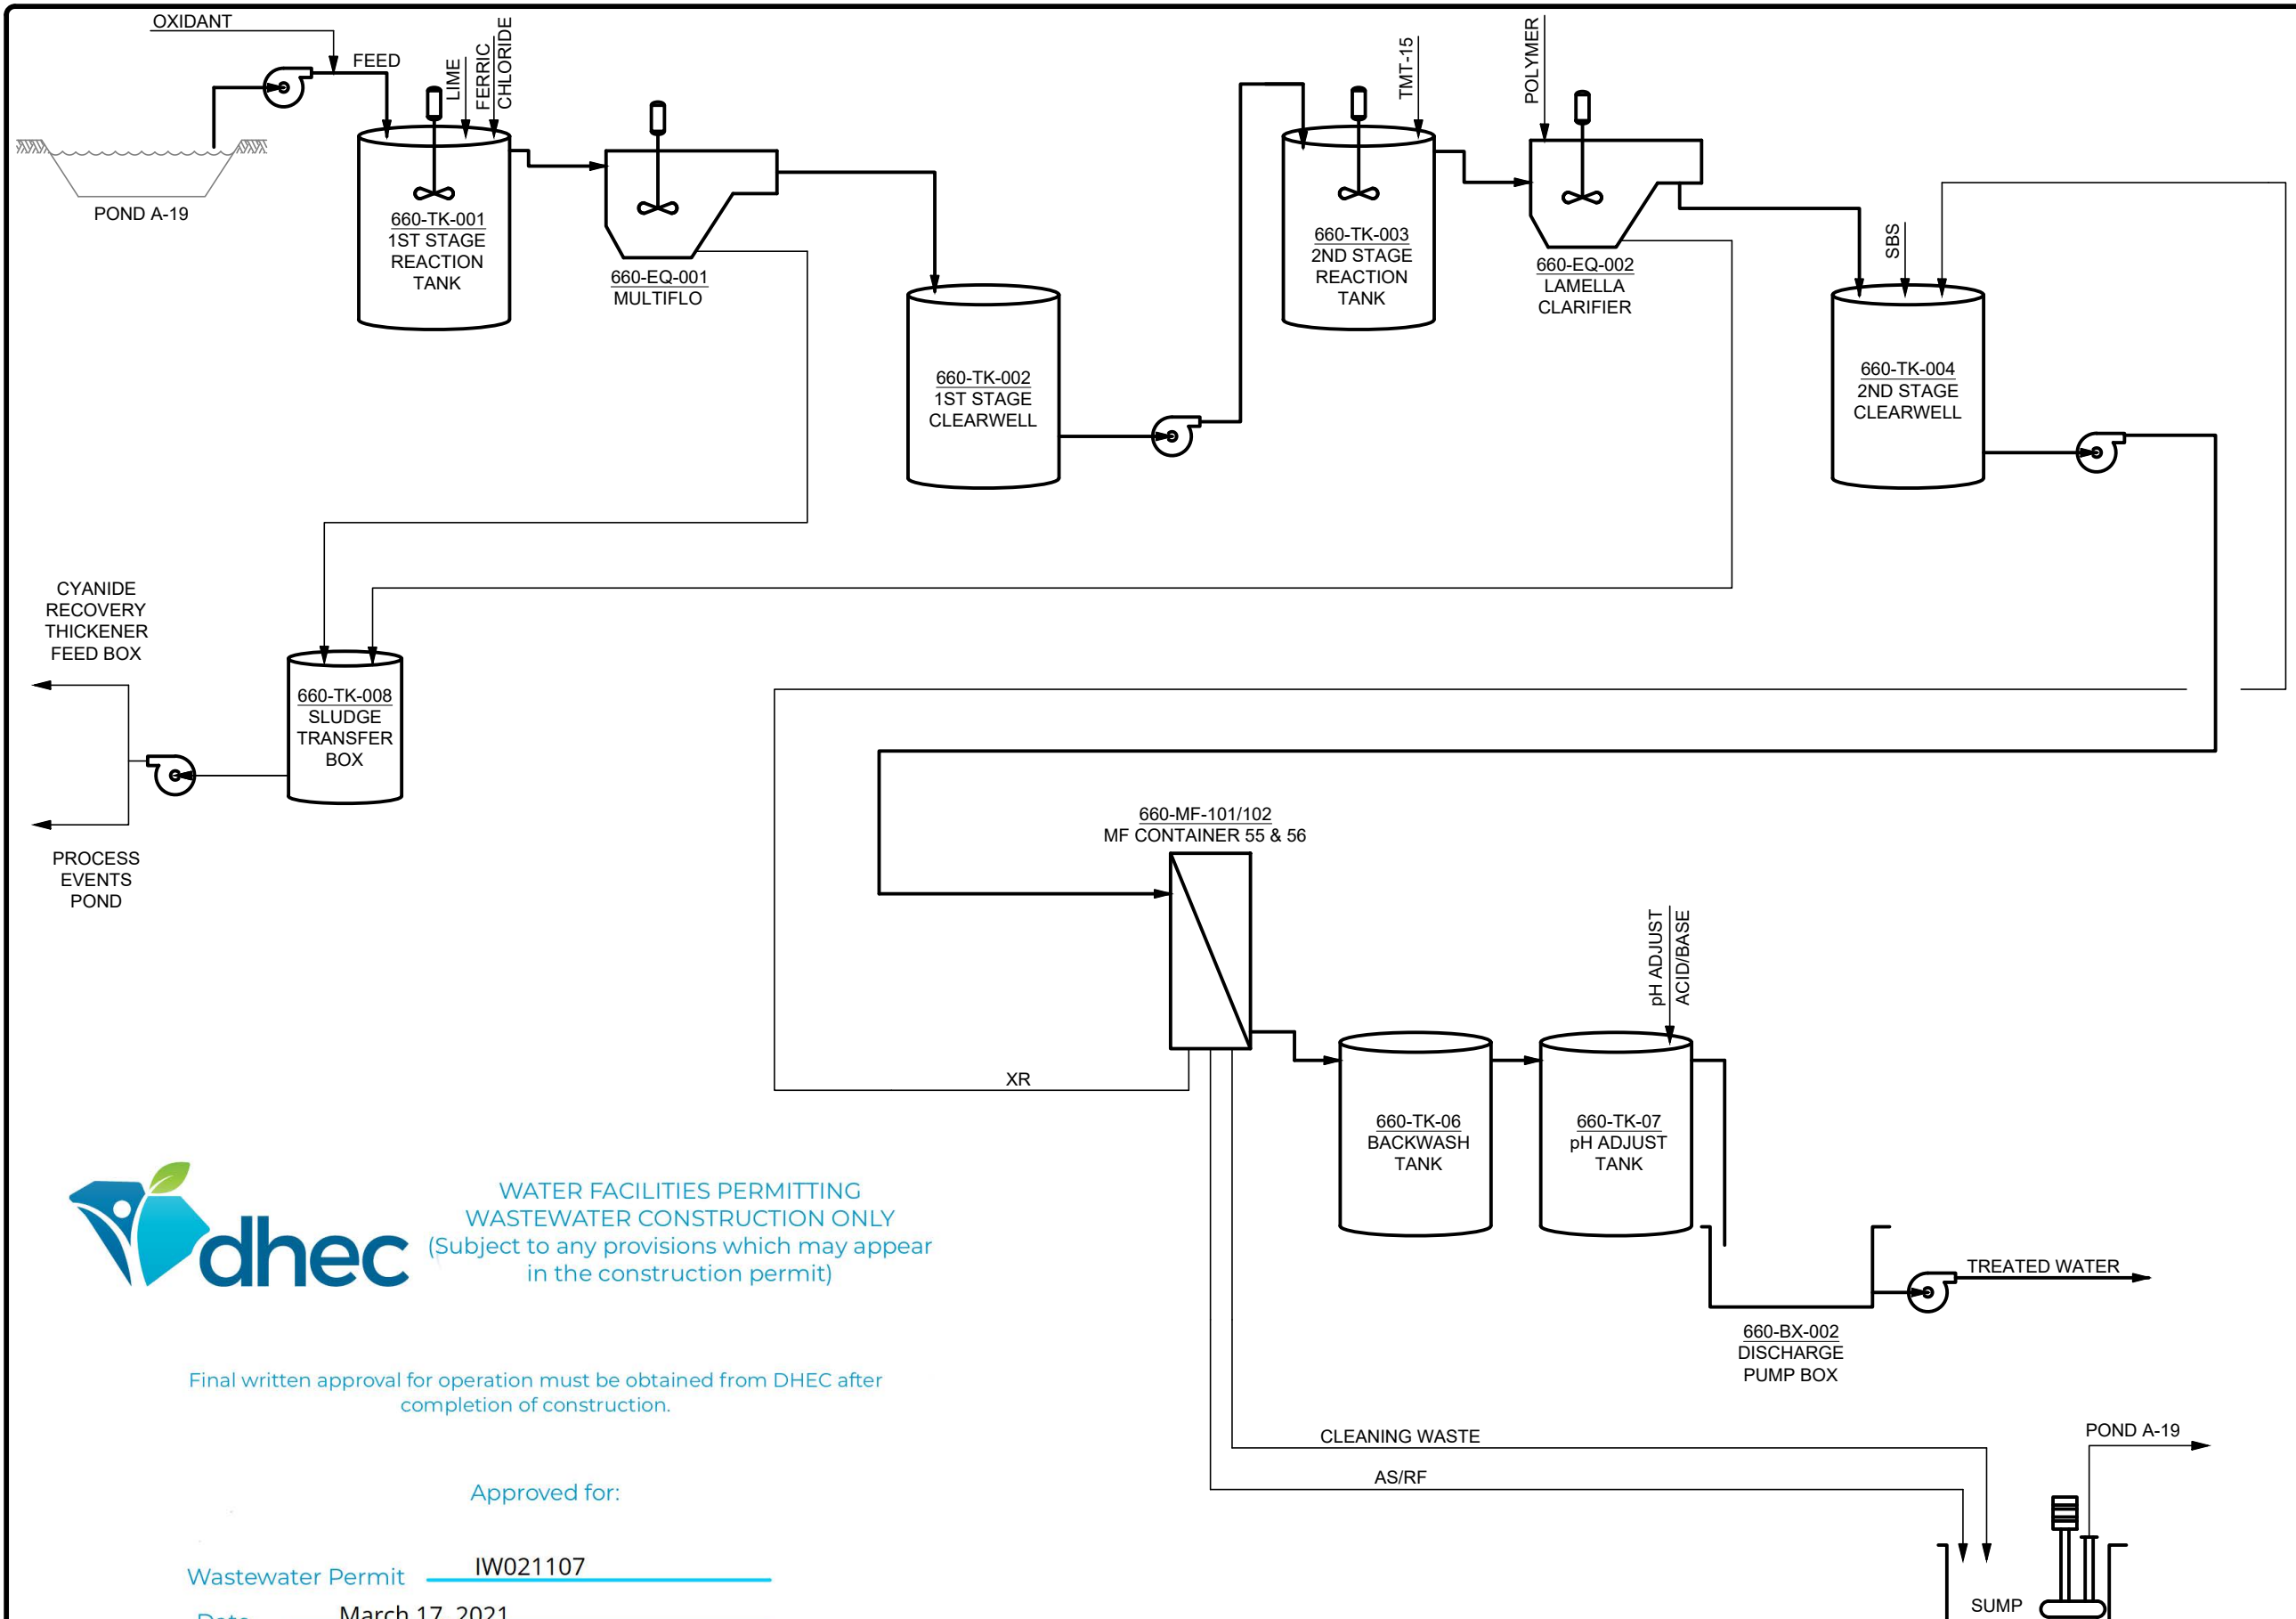 OXIDANT
FEED
LIME
FERRIC
CHLORIDE
POND A-19
660-TK-001
1ST STAGE
REACTION
TANK
660-EQ-001
MULTIFLO
660-TK-002
1ST STAGE
CLEARWELL
TMT-15
660-TK-003
2ND STAGE
REACTION
TANK
POLYMER
660-EQ-002
LAMELLA
CLARIFIER
SBS
660-TK-004
2ND STAGE
CLEARWELL
CYANIDE
RECOVERY
THICKENER
FEED BOX
660-TK-008
SLUDGE
TRANSFER
BOX
PROCESS
EVENTS
POND
660-MF-101/102
MF CONTAINER 55 & 56
XR
pH ADJUST
ACID/BASE
660-TK-06
BACKWASH
TANK
660-TK-07
pH ADJUST
TANK
TREATED WATER
660-BX-002
DISCHARGE
PUMP BOX
CLEANING WASTE
AS/RF
POND A-19
SUMP
dhec
WATER FACILITIES PERMITTING
WASTEWATER CONSTRUCTION ONLY
(Subject to any provisions which may appear
in the construction permit)
Final written approval for operation must be obtained from DHEC after
completion of construction.
Approved for:
Wastewater Permit IW021107
Date March 17, 2021